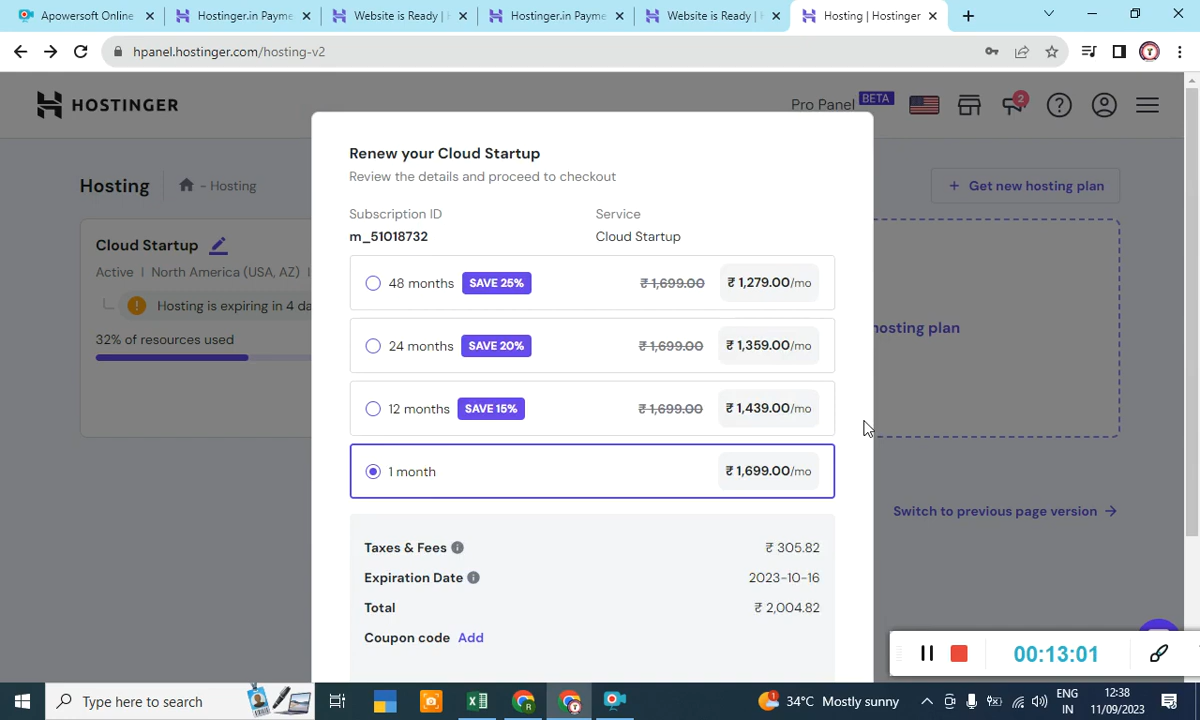 Apowersoft Online
Hostinger.in Payme
Website is Ready |
Hostinger.in Payme
Website is Ready |
Hosting | Hostinger
hpanel.hostinger.com/hosting-v2
HOSTINGER
Pro Panel BETA
2
Renew your Cloud Startup
Review the details and proceed to checkout
Hosting
- Hosting
+ Get new hosting plan
Subscription ID Service
m_51018732 Cloud Startup
Cloud Startup
Active | North America (USA, AZ) |
Hosting is expiring in 4 da
32% of resources used
48 months SAVE 25% ₹ 1,699.00 ₹ 1,279.00/mo
24 months SAVE 20% ₹ 1,699.00 ₹ 1,359.00/mo
12 months SAVE 15% ₹ 1,699.00 ₹ 1,439.00/mo
1 month ₹ 1,699.00/mo
hosting plan
Switch to previous page version →
Taxes & Fees ₹ 305.82
Expiration Date 2023-10-16
Total ₹ 2,004.82
Coupon code Add
00:13:01
Type here to search
34°C Mostly sunny
ENG
IN
12:38
11/09/2023